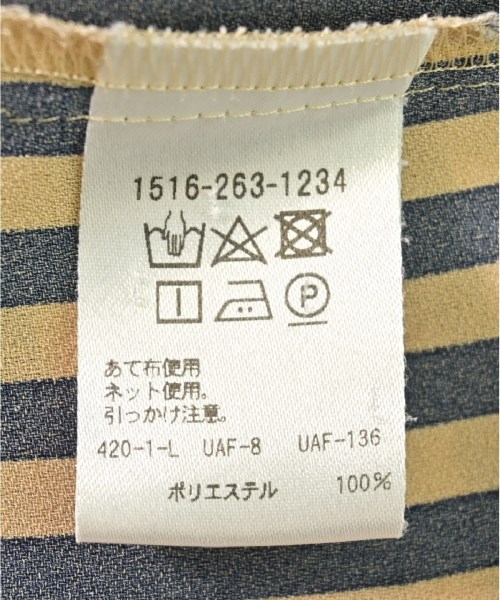 1516-263-1234
P
あて布使用
ネット使用。
引っかけ注意。
420-1-L UAF-8 UAF-136
ポリエステル 100%